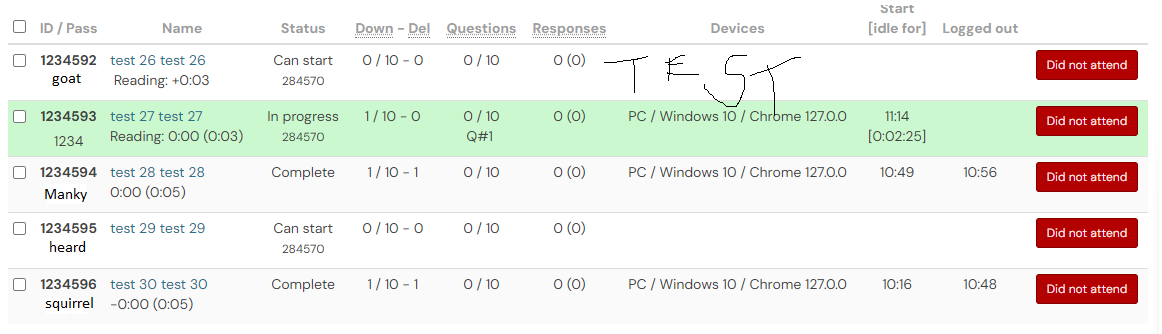 Start
ID / Pass Name Status Down - Del Questions Responses Devices [idle for] Logged out
1234592 test 26 test 26 Can start 0 / 10 - 0 0 / 10 0 (0) TEST Did not attend
goat Reading: +0:03 284570
1234593 test 27 test 27 In progress 1 / 10 - 0 0 / 10 0 (0) PC / Windows 10 / Chrome 127.0.0 11:14 Did not attend
1234 Reading: 0:00 (0:03) 284570 Q#1 [0:02:25]
1234594 test 28 test 28 Complete 1 / 10 - 1 0 / 10 0 (0) PC / Windows 10 / Chrome 127.0.0 10:49 10:56 Did not attend
Manky 0:00 (0:05)
1234595 test 29 test 29 Can start 0 / 10 - 0 0 / 10 0 (0) Did not attend
heard 284570
1234596 test 30 test 30 Complete 1 / 10 - 1 0 / 10 0 (0) PC / Windows 10 / Chrome 127.0.0 10:16 10:48 Did not attend
squirrel -0:00 (0:05)